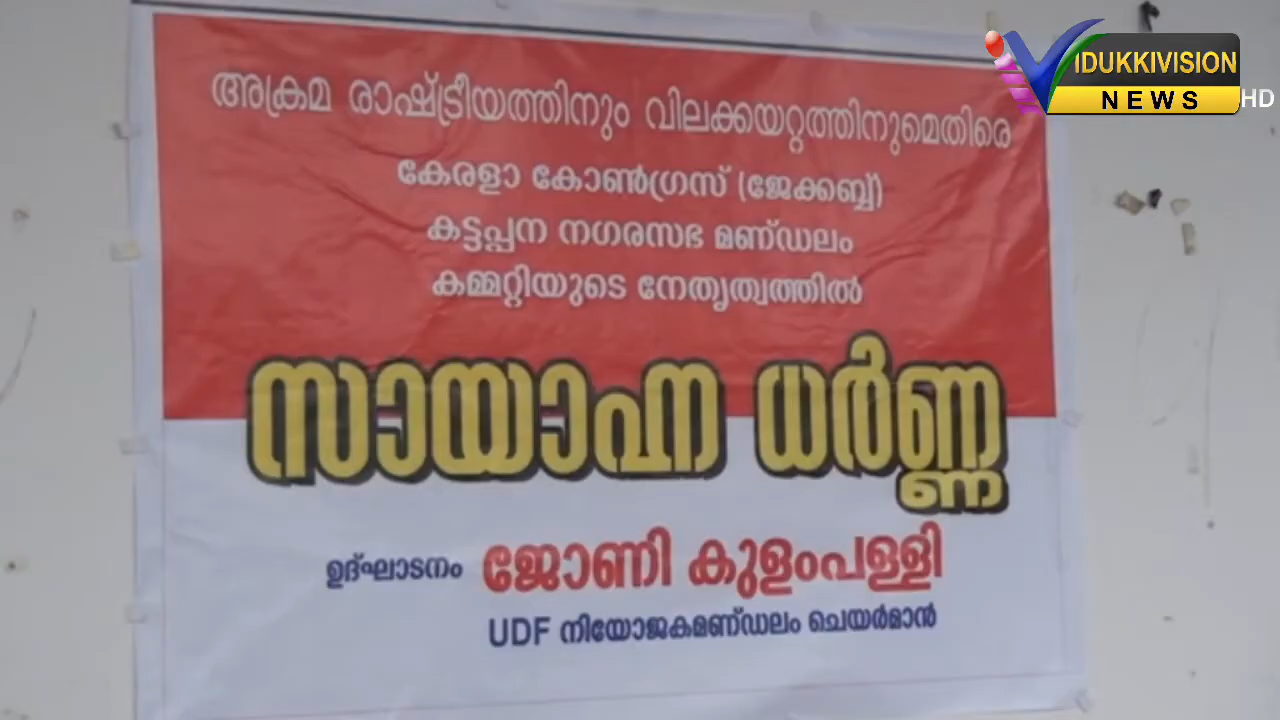 IDUKKIVISION
NEWS
HD
അക്രമ രാഷ്ട്രീയത്തിനും വിലക്കയറ്റത്തിനുമെതിരെ
കേരളാ കോൺഗ്രസ് (ജേക്കബ്ബ്)
കട്ടപ്പന നഗരസഭ മണ്ഡലം
കമ്മറ്റിയുടെ നേതൃത്വത്തിൽ
സായാഹ്ന ധർണ്ണ
ഉദ്ഘാടനം ജോണി കുളംപള്ളി
UDF നിയോജകമണ്ഡലം ചെയർമാൻ